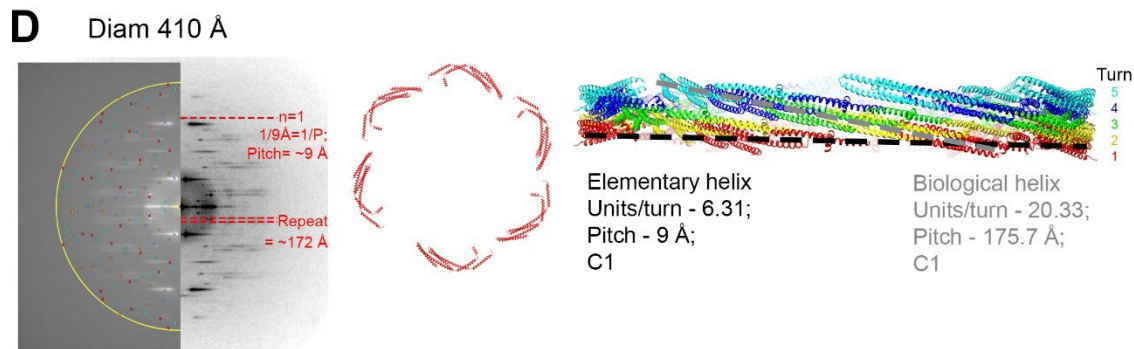 D
Diam 410 Å
n=1
1/9Å=1/P;
Pitch= ~9 Å
Repeat
= ~172 Å
Turn
5
4
3
2
1
Elementary helix
Units/turn - 6.31;
Pitch - 9 Å;
C1
Biological helix
Units/turn - 20.33;
Pitch - 175.7 Å;
C1